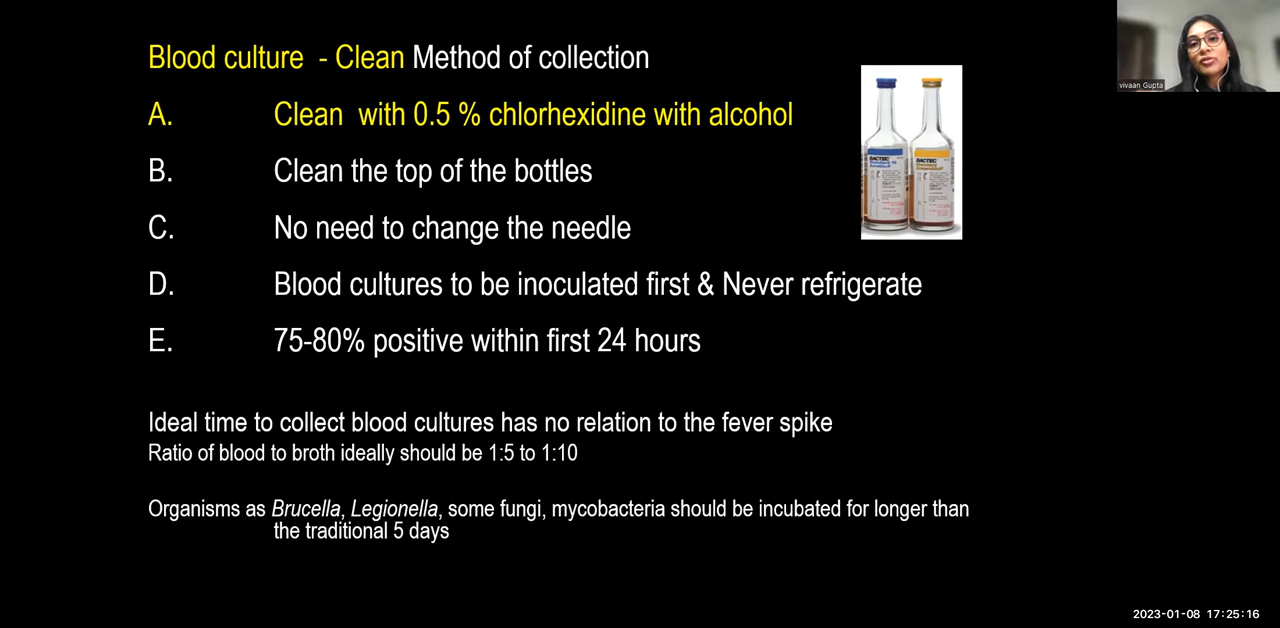 Blood culture - Clean Method of collection
A. Clean with 0.5 % chlorhexidine with alcohol
B. Clean the top of the bottles
C. No need to change the needle
D. Blood cultures to be inoculated first & Never refrigerate
E. 75-80% positive within first 24 hours
Ideal time to collect blood cultures has no relation to the fever spike
Ratio of blood to broth ideally should be 1:5 to 1:10
Organisms as Brucella, Legionella, some fungi, mycobacteria should be incubated for longer than
the traditional 5 days
BACTEC
BACTEC
vivaan Gupta
2023-01-08 17:25:16